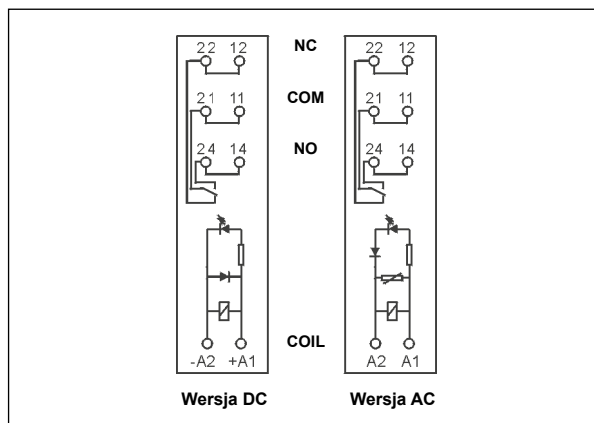 22 12 NC 22 12
21 11 COM 21 11
24 14 NO 24 14
-A2 +A1 COIL A2 A1
Wersja DC Wersja AC